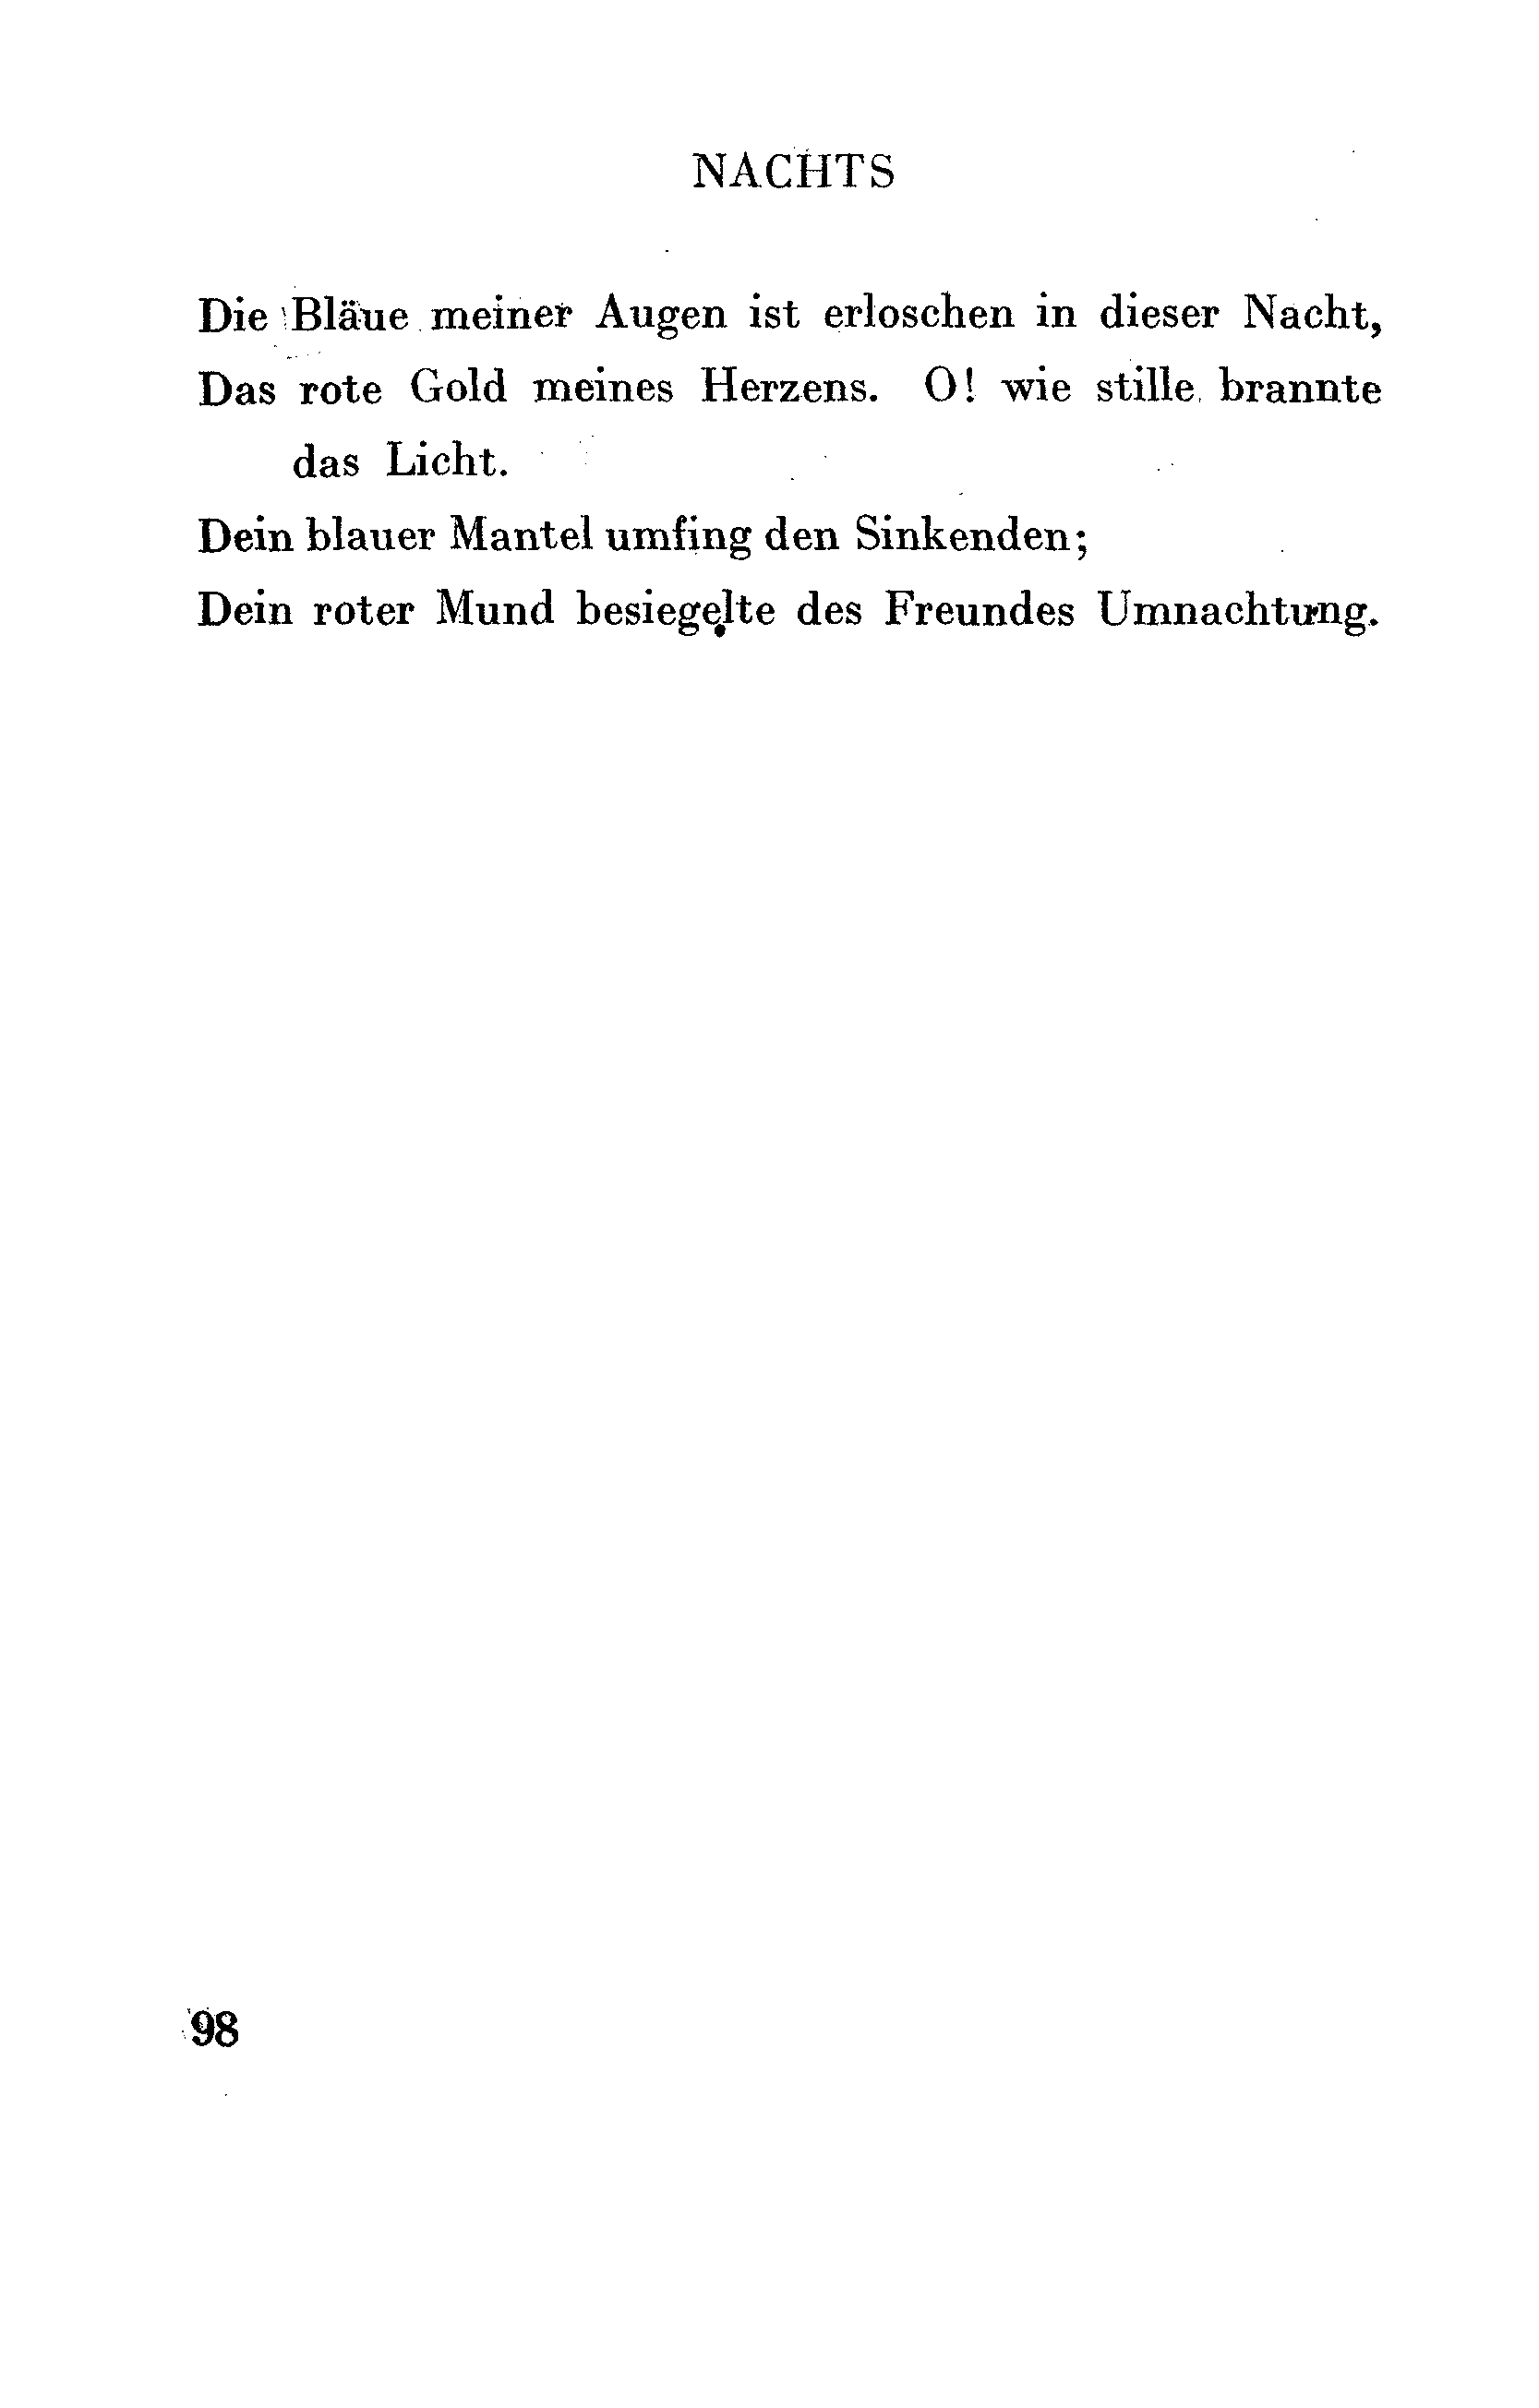 NACHTS
Die Bläue meiner Augen ist erloschen in dieser Nacht,
Das rote Gold meines Herzens. O! wie stille brannte
das Licht.
Dein blauer Mantel umfing den Sinkenden;
Dein roter Mund besiegelte des Freundes Umnachtung.
98